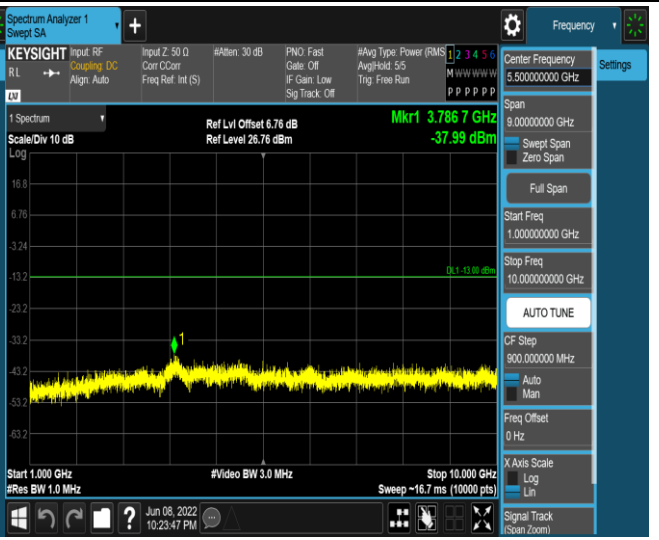 Spectrum Analyzer 1
Swept SA
Frequency
KEYSIGHT
RL
LXI
Input: RF
Coupling: DC
Align: Auto
Input Z: 50 Ω
Corr CCorr
Freq Ref: Int (S)
#Atten: 30 dB
PNO: Fast
Gate: Off
IF Gain: Low
Sig Track: Off
#Avg Type: Power (RMS
Avg|Hold: 5/5
Trig: Free Run
1 2 3 4 5 6
M W W W W W
P P P P P P
1 Spectrum
Scale/Div 10 dB
Ref Lvl Offset 6.76 dB
Ref Level 26.76 dBm
Mkr1 3.786 7 GHz
-37.99 dBm
Log
16.8
6.76
-3.24
-13.2
-23.2
-33.2
-43.2
-53.2
-63.2
DL1 -13.00 dBm
1
Start 1.000 GHz
#Res BW 1.0 MHz
#Video BW 3.0 MHz
Stop 10.000 GHz
Sweep ~16.7 ms (10000 pts)
Jun 08, 2022
10:23:47 PM
Center Frequency
5.500000000 GHz
Settings
Span
9.00000000 GHz
Swept Span
Zero Span
Full Span
Start Freq
1.000000000 GHz
Stop Freq
10.000000000 GHz
AUTO TUNE
CF Step
900.000000 MHz
Auto
Man
Freq Offset
0 Hz
X Axis Scale
Log
Lin
Signal Track
(Span Zoom)